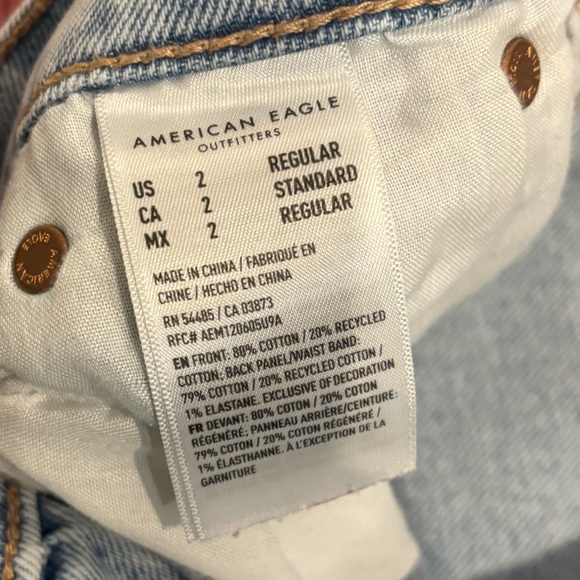 AMERICAN EAGLE
OUTFITTERS
US 2 REGULAR
CA 2 STANDARD
MX 2 REGULAR
MADE IN CHINA / FABRIQUÉ EN
CHINE / HECHO EN CHINA
RN 54485 / CA 03873
RFC# AEM120605U9A
EN FRONT: 80% COTTON / 20% RECYCLED
COTTON; BACK PANEL/WAIST BAND:
79% COTTON / 20% RECYCLED COTTON /
1% ELASTANE. EXCLUSIVE OF DECORATION
FR DEVANT: 80% COTON / 20% COTON
RÉGÉNÉRÉ; PANNEAU ARRIÈRE/CEINTURE:
79% COTON / 20% COTON RÉGÉNÉRÉ /
1% ÉLASTHANNE. À L'EXCEPTION DE LA
GARNITURE
AMERICAN EAGLE